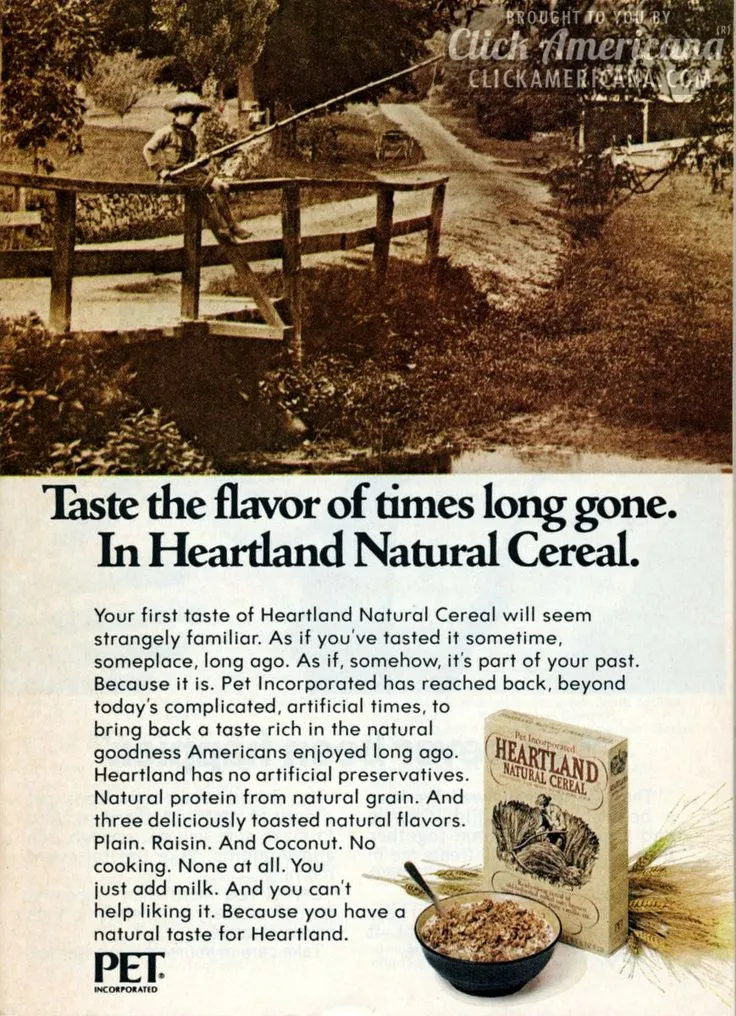 BROUGHT TO YOU BY
Click Americana (R)
CLICKAMERICANA.COM
Taste the flavor of times long gone.
In Heartland Natural Cereal.
Your first taste of Heartland Natural Cereal will seem
strangely familiar. As if you've tasted it sometime,
someplace, long ago. As if, somehow, it's part of your past.
Because it is. Pet Incorporated has reached back, beyond
today's complicated, artificial times, to
bring back a taste rich in the natural
goodness Americans enjoyed long ago.
Heartland has no artificial preservatives.
Natural protein from natural grain. And
three deliciously toasted natural flavors.
Plain. Raisin. And Coconut. No
cooking. None at all. You
just add milk. And you can't
help liking it. Because you have a
natural taste for Heartland.
Pet Incorporated
HEARTLAND
NATURAL CEREAL
PET®
INCORPORATED